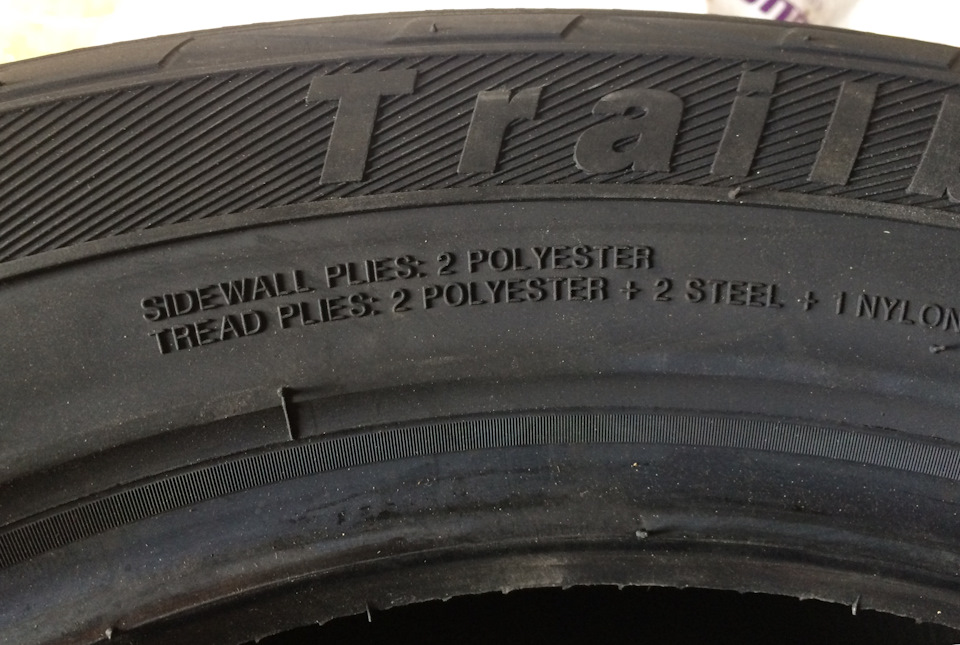 Trail
SIDEWALL PLIES: 2 POLYESTER
TREAD PLIES: 2 POLYESTER + 2 STEEL + 1 NYLON